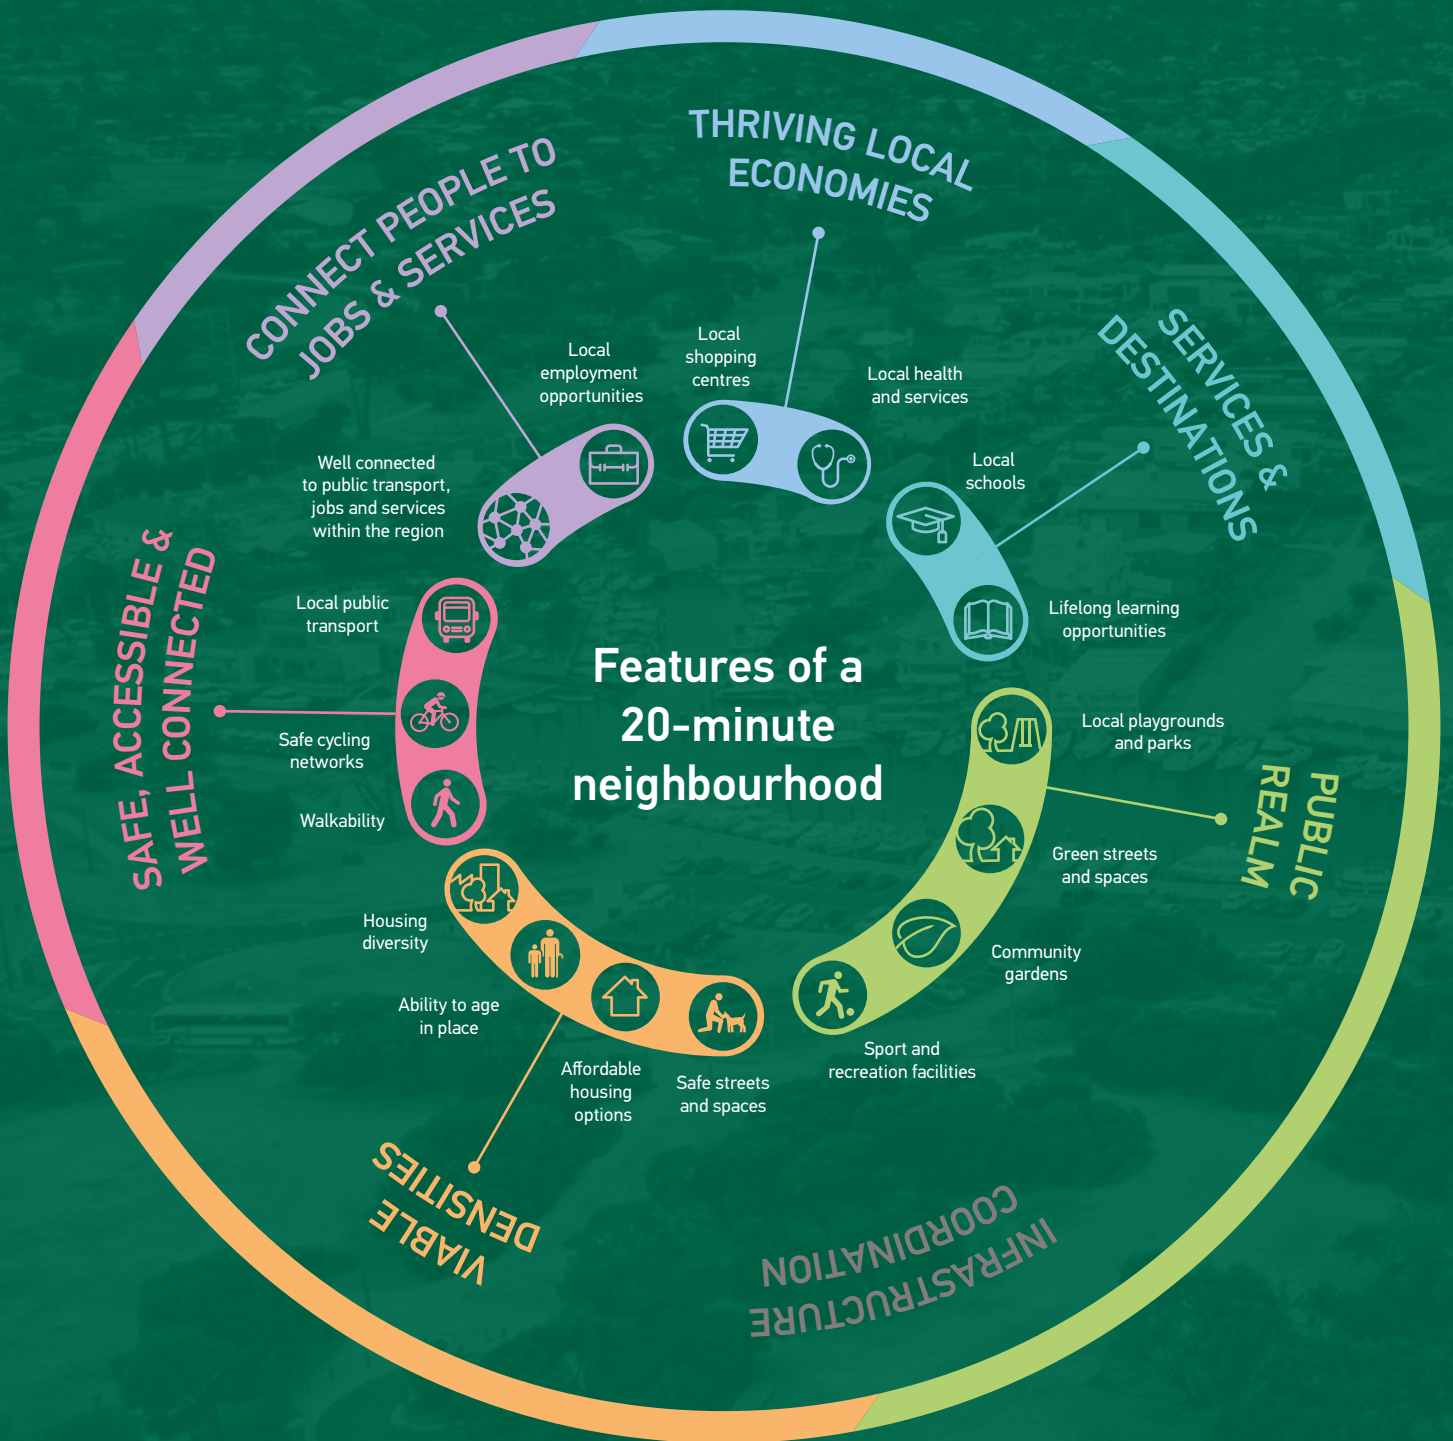 THRIVING LOCAL
ECONOMIES
CONNECT PEOPLE TO
JOBS & SERVICES
SERVICES &
DESTINATIONS
Local
employment
opportunities
Local
shopping
centres
Local health
and services
Well connected
to public transport,
jobs and services
within the region
Local
schools
SAFE, ACCESSIBLE &
WELL CONNECTED
Local public
transport
Lifelong learning
opportunities
Features of a
20-minute
neighbourhood
Safe cycling
networks
Local playgrounds
and parks
PUBLIC
REALM
Walkability
Green streets
and spaces
Housing
diversity
Community
gardens
Ability to age
in place
Affordable
housing
options
Safe streets
and spaces
Sport and
recreation facilities
VIABLE
DENSITIES
INFRASTRUCTURE
COORDINATION